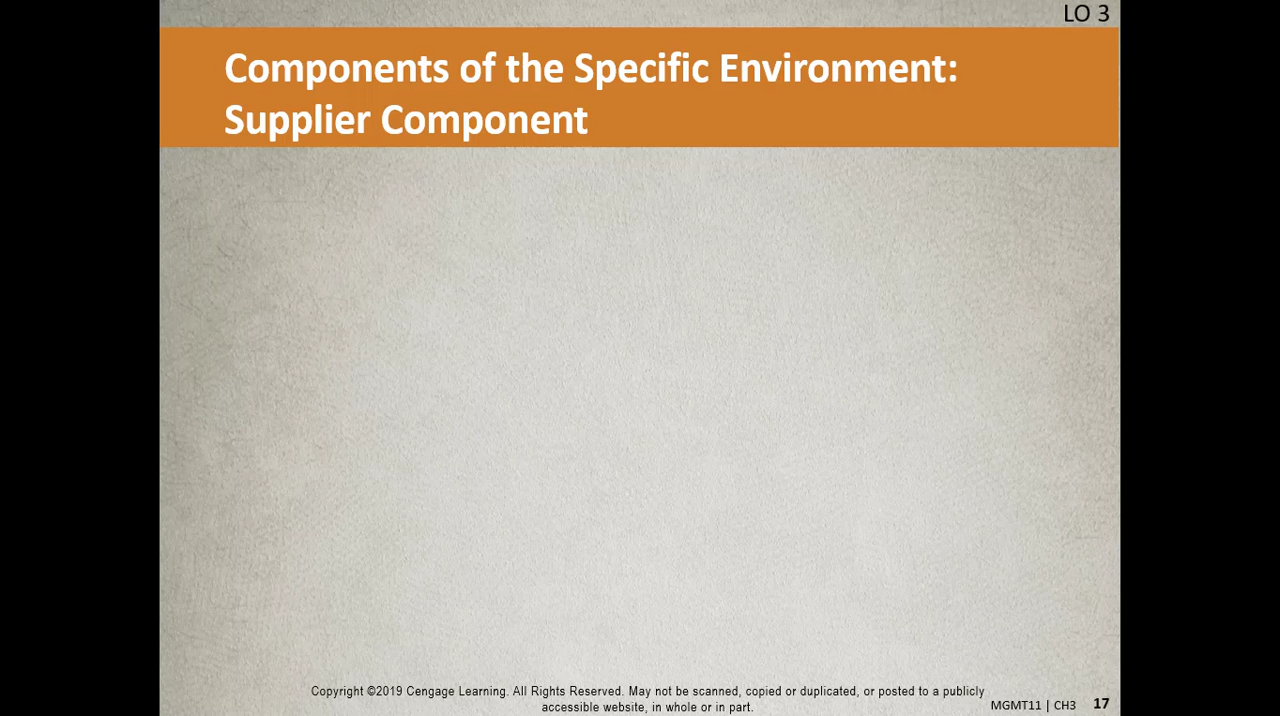 LO 3
Components of the Specific Environment:
Supplier Component
Copyright ©2019 Cengage Learning. All Rights Reserved. May not be scanned, copied or duplicated, or posted to a publicly
accessible website, in whole or in part.
MGMT11 | CH3 17